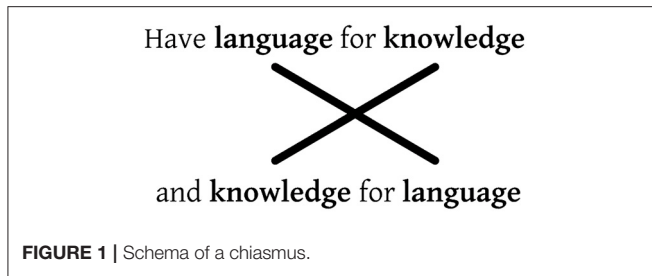 Have language for knowledge
and knowledge for language
FIGURE 1 | Schema of a chiasmus.